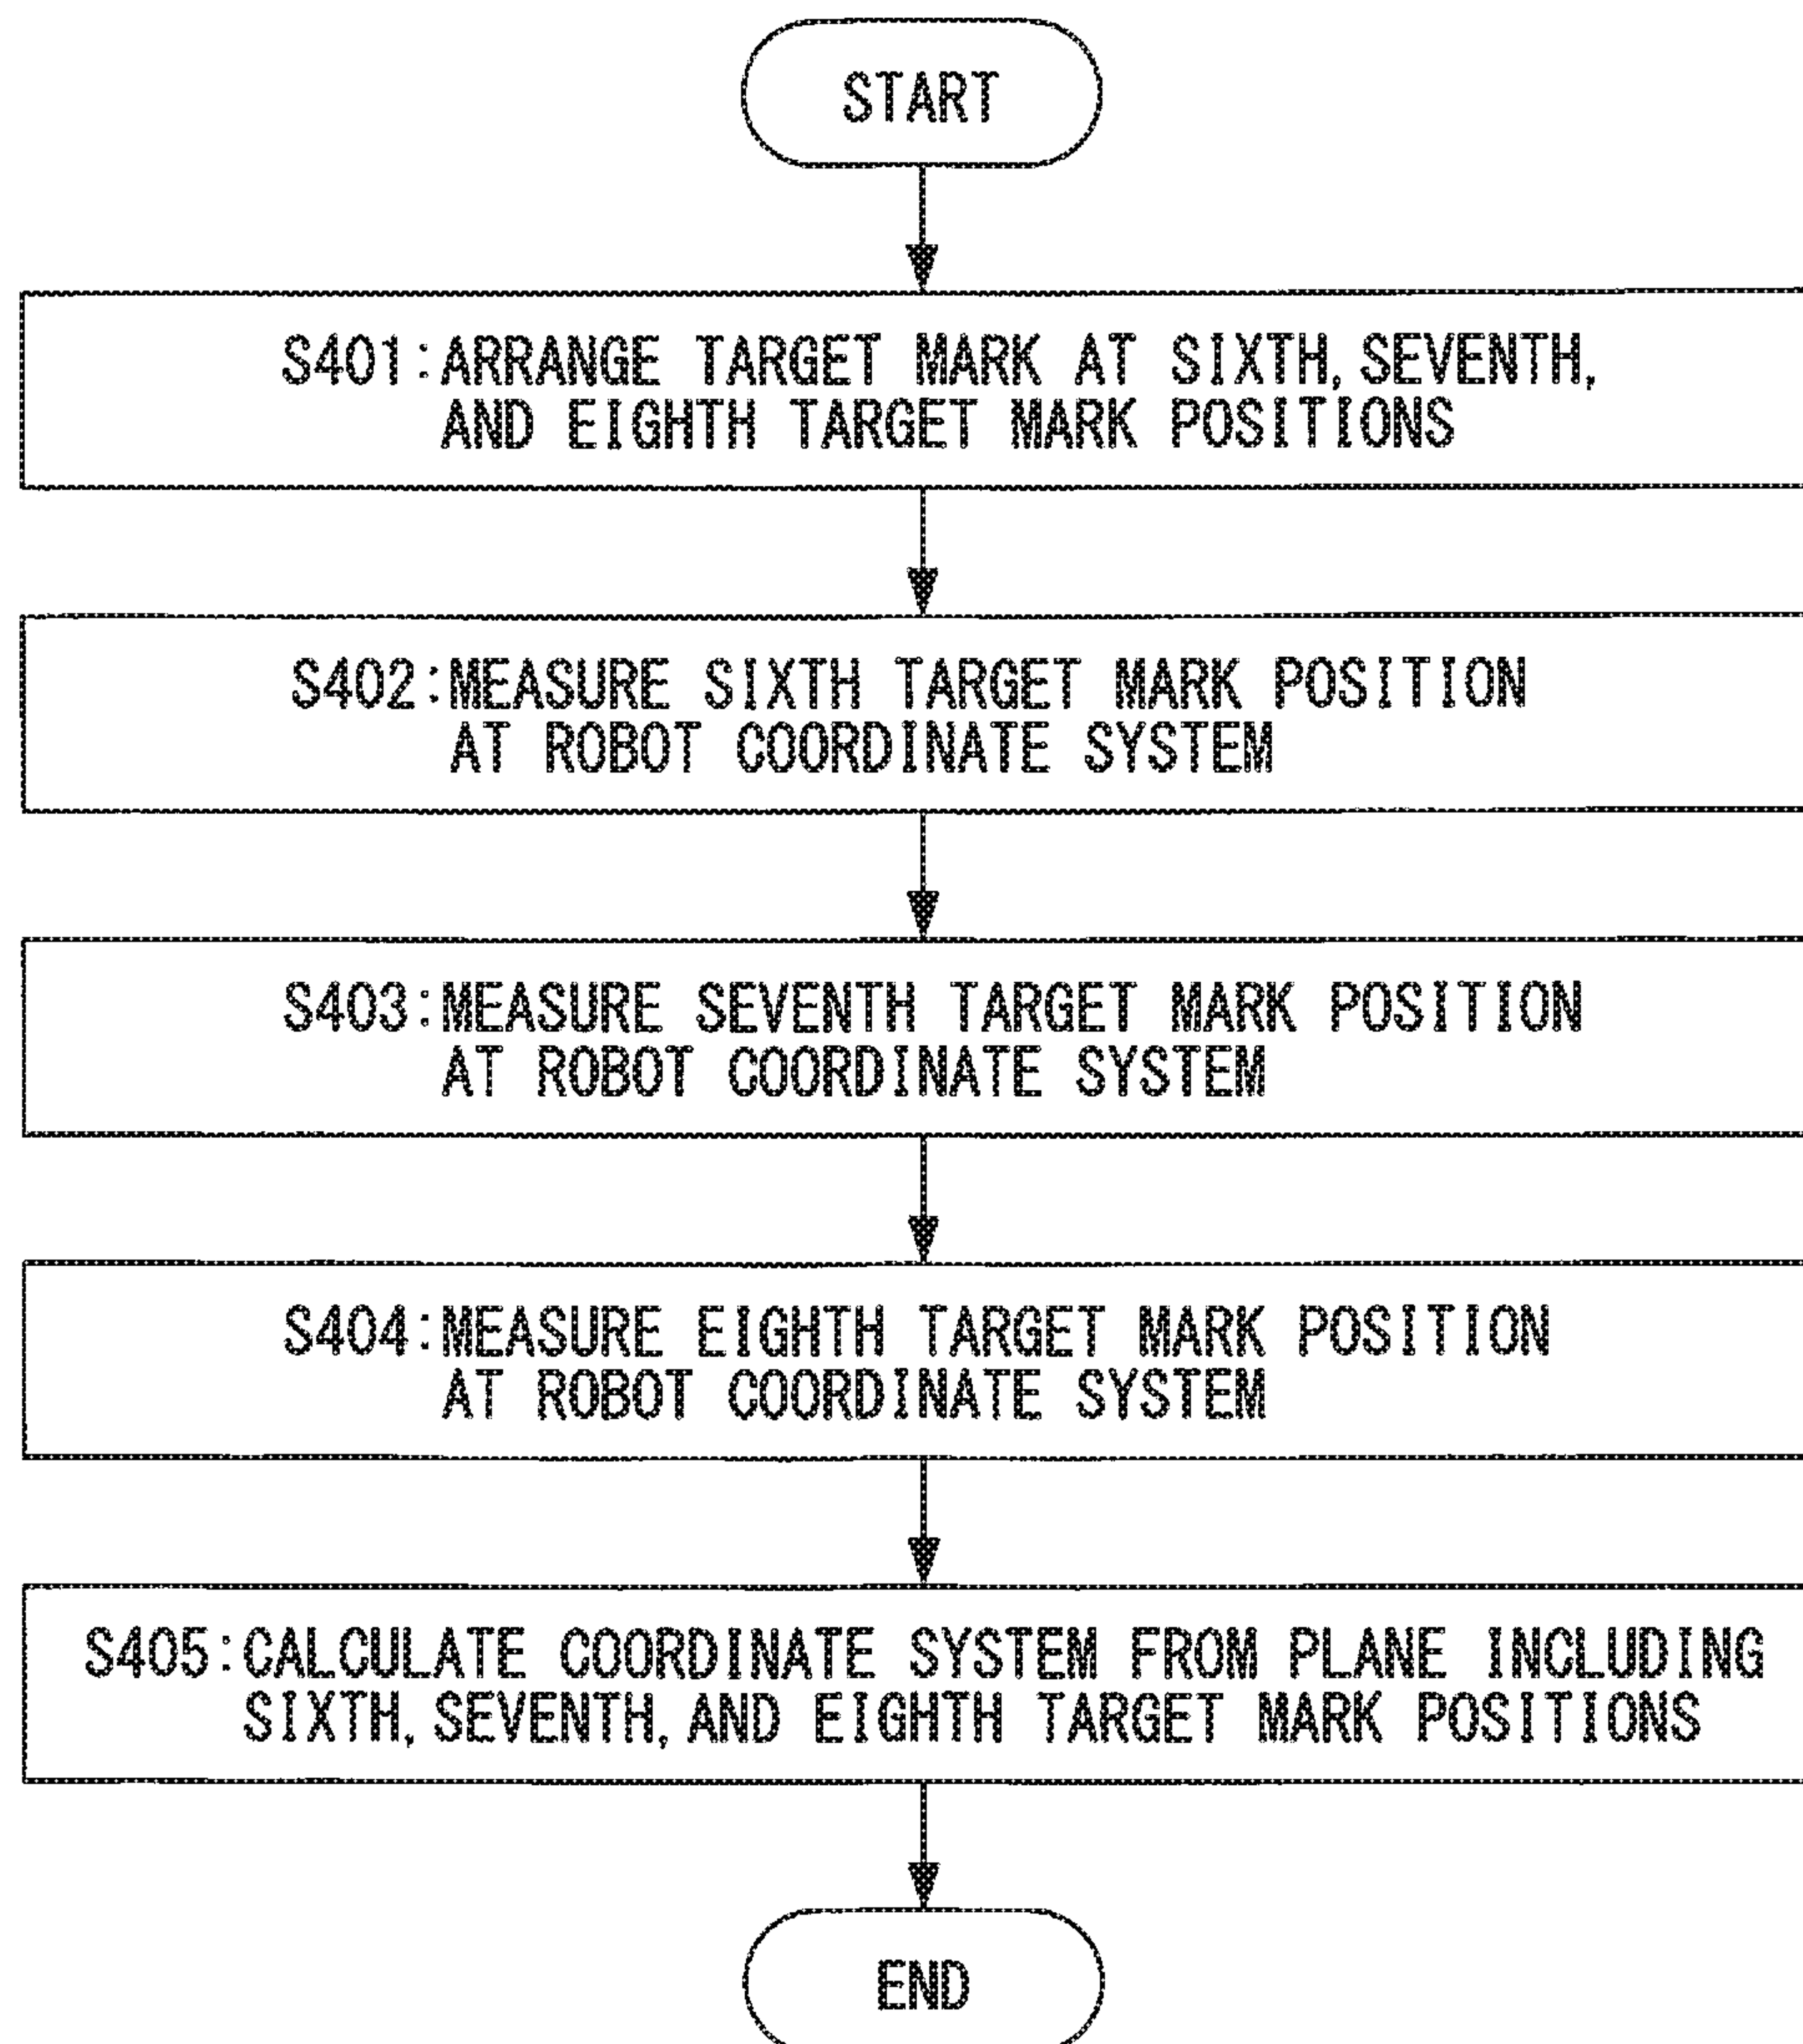 START
S401:ARRANGE TARGET MARK AT SIXTH, SEVENTH,
AND EIGHTH TARGET MARK POSITIONS
S402:MEASURE SIXTH TARGET MARK POSITION
AT ROBOT COORDINATE SYSTEM
S403:MEASURE SEVENTH TARGET MARK POSITION
AT ROBOT COORDINATE SYSTEM
S404:MEASURE EIGHTH TARGET MARK POSITION
AT ROBOT COORDINATE SYSTEM
S405:CALCULATE COORDINATE SYSTEM FROM PLANE INCLUDING
SIXTH, SEVENTH, AND EIGHTH TARGET MARK POSITIONS
END